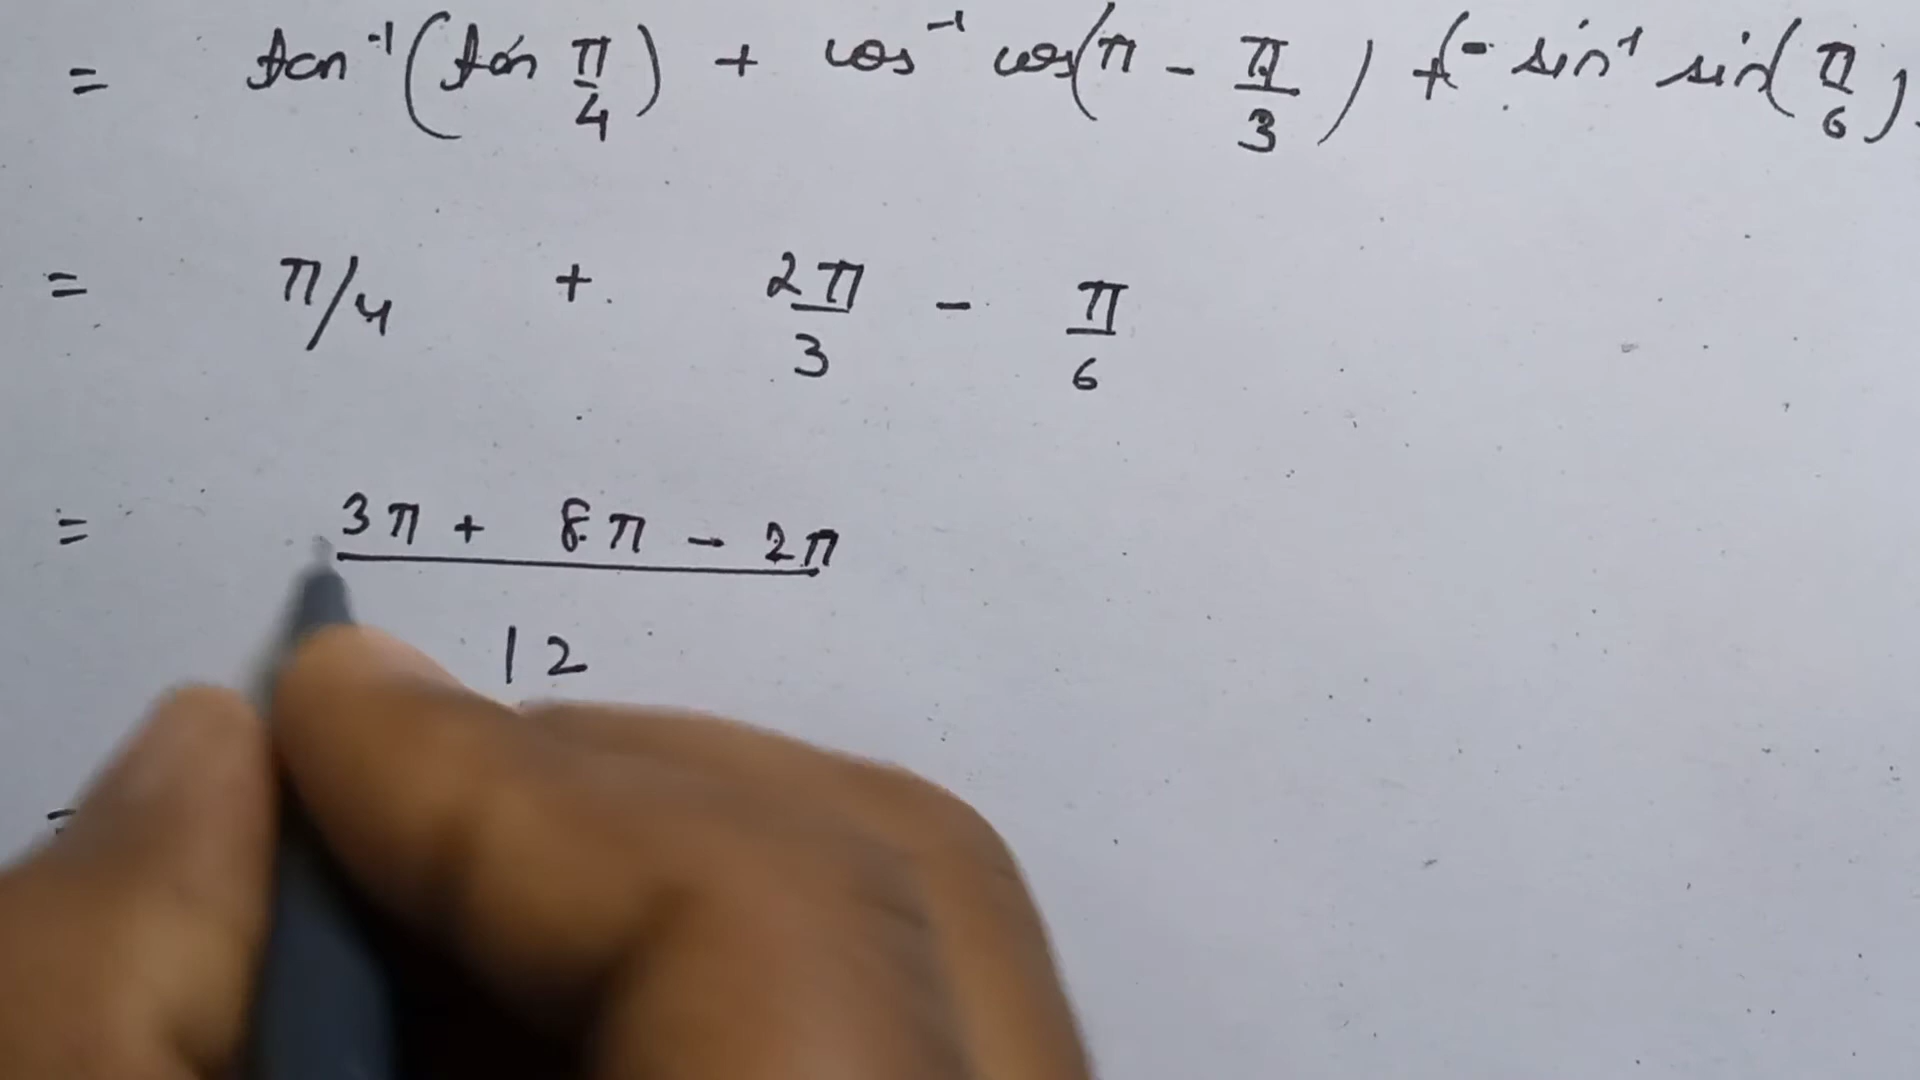 = tan⁻¹(tan π/4) + cos⁻¹ cos(π - π/3) + (- sin⁻¹ sin(π/6)
= π/4 + 2π/3 - π/6
= 3π + 8π - 2π / 12
=